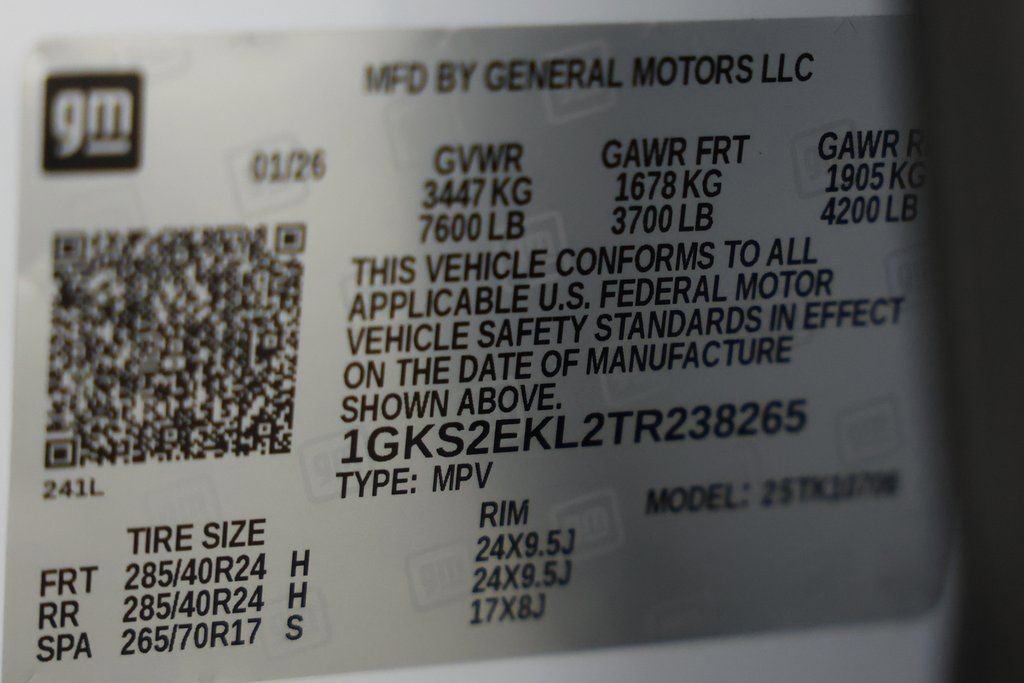 gm
MFD BY GENERAL MOTORS LLC
01/26
GVWR GAWR FRT GAWR
3447 KG 1678 KG 1905 KG
7600 LB 3700 LB 4200 LB
THIS VEHICLE CONFORMS TO ALL
APPLICABLE U.S. FEDERAL MOTOR
VEHICLE SAFETY STANDARDS IN EFFECT
ON THE DATE OF MANUFACTURE
SHOWN ABOVE.
1GKS2EKL2TR238265
241L
TYPE: MPV MODEL:
TIRE SIZE RIM
FRT 285/40R24 H 24X9.5J
RR 285/40R24 H 24X9.5J
SPA 265/70R17 S 17X8J